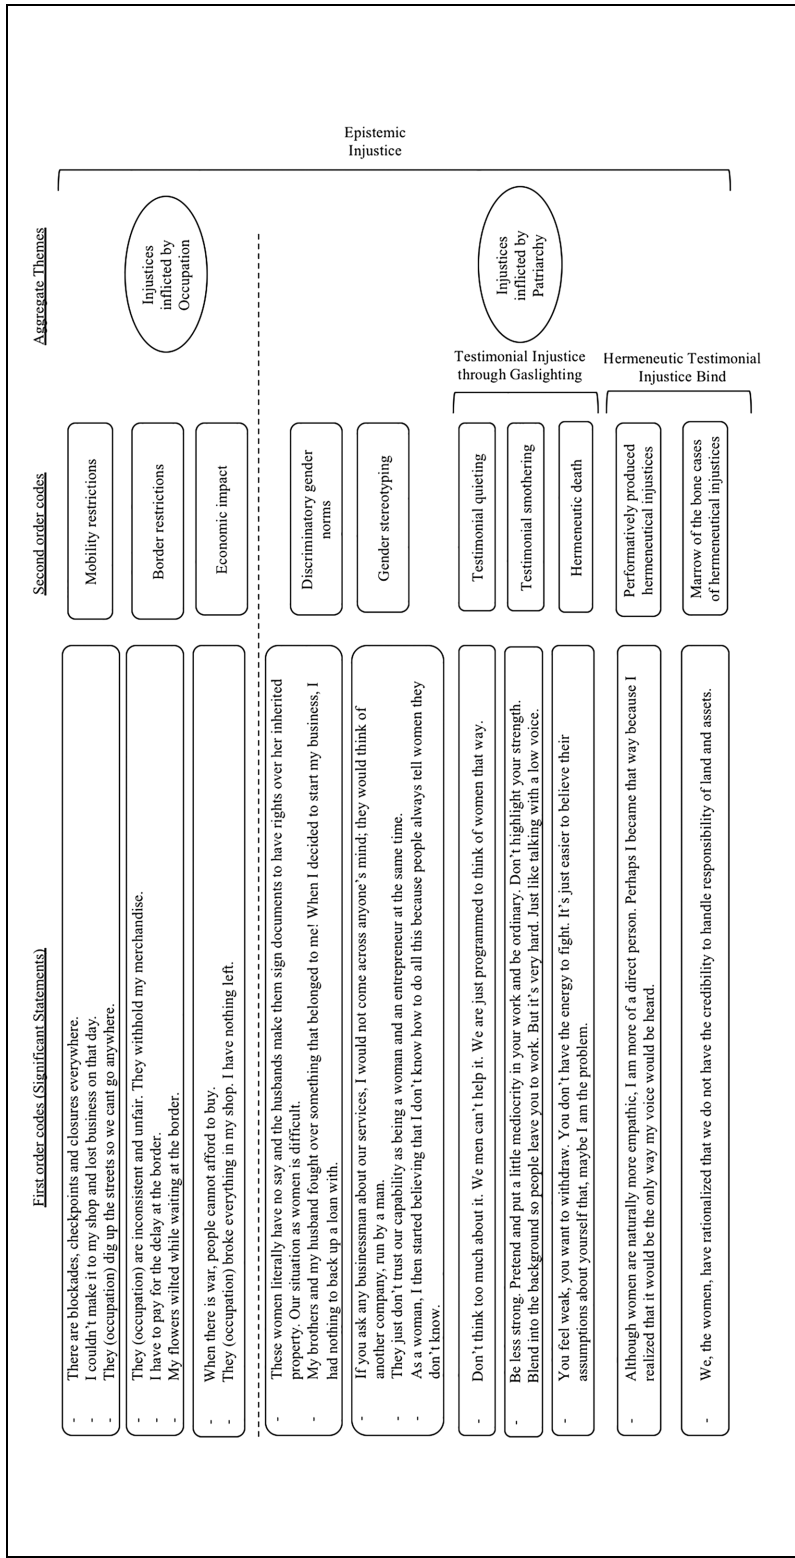 First order codes (Significant Statements)
Second order codes
Aggregate Themes
- There are blockades, checkpoints and closures everywhere.
- I couldn't make it to my shop and lost business on that day.
- They (occupation) dig up the streets so we cant go anywhere.
Mobility restrictions
- They (occupation) are inconsistent and unfair. They withhold my merchandise.
- I have to pay for the delay at the border.
- My flowers wilted while waiting at the border.
Border restrictions
- When there is war, people cannot afford to buy.
- They (occupation) broke everything in my shop. I have nothing left.
Economic impact
Injustices
inflicted by
Occupation
- These women literally have no say and the husbands make them sign documents to have rights over her inherited
property. Our situation as women is difficult.
- My brothers and my husband fought over something that belonged to me! When I decided to start my business, I
had nothing to back up a loan with.
Discriminatory gender
norms
- If you ask any businessman about our services, I would not come across anyone's mind; they would think of
another company, run by a man.
- They just don't trust our capability as being a woman and an entrepreneur at the same time.
- As a woman, I then started believing that I don't know how to do all this because people always tell women they
don't know.
Gender stereotyping
- Don't think too much about it. We men can't help it. We are just programmed to think of women that way.
Testimonial quieting
- Be less strong. Pretend and put a little mediocrity in your work and be ordinary. Don't highlight your strength.
Blend into the background so people leave you to work. But it's very hard. Just like talking with a low voice.
Testimonial smothering
- You feel weak, you want to withdraw. You don't have the energy to fight. It's just easier to believe their
assumptions about yourself that, maybe I am the problem.
Hermeneutic death
Testimonial Injustice
through Gaslighting
- Although women are naturally more empathic, I am more of a direct person. Perhaps I became that way because I
realized that it would be the only way my voice would be heard.
Performatively produced
hermeneutical injustices
- We, the women, have rationalized that we do not have the credibility to handle responsibility of land and assets.
Marrow of the bone cases
of hermeneutical injustices
Hermeneutic Testimonial
Injustice Bind
Injustices
inflicted by
Patriarchy
Epistemic
Injustice